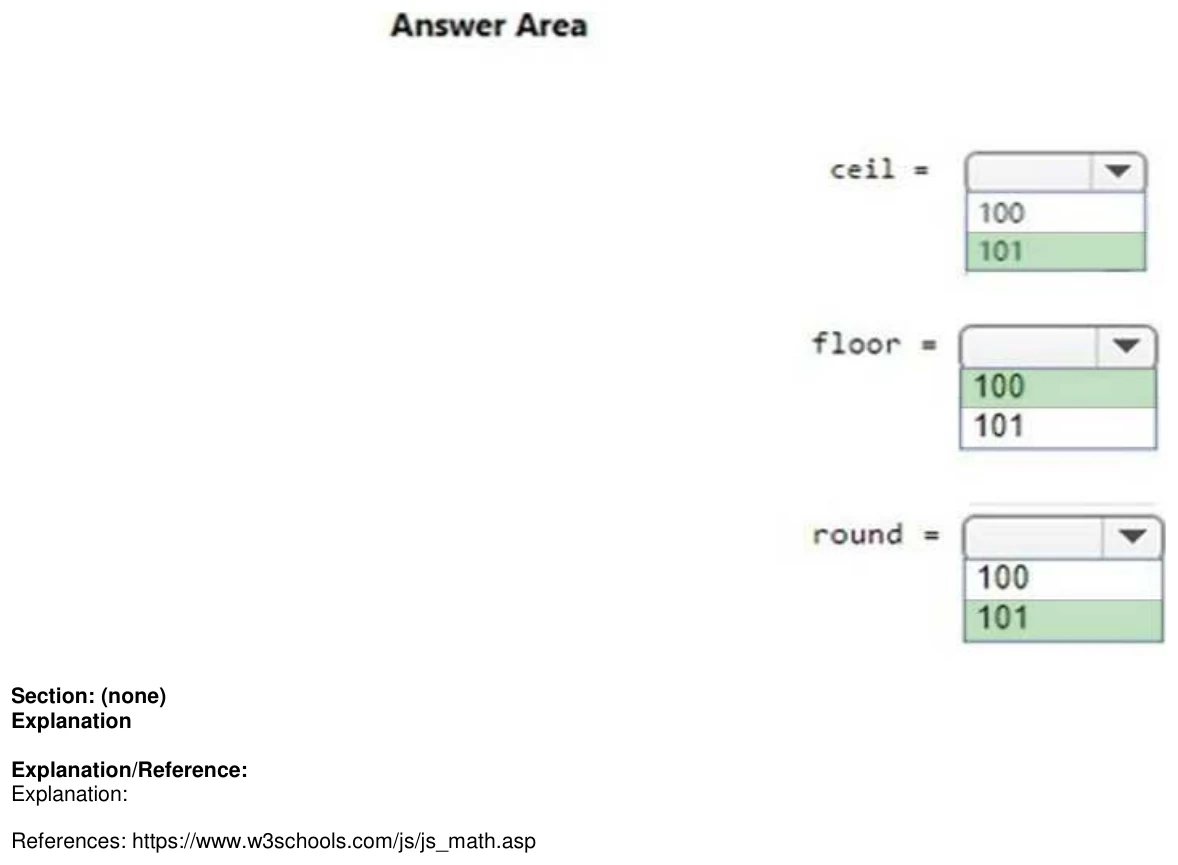 Answer Area
ceil =
100
101
floor =
100
101
round =
100
101
Section: (none)
Explanation
Explanation/Reference:
Explanation:
References: https://www.w3schools.com/js/js_math.asp